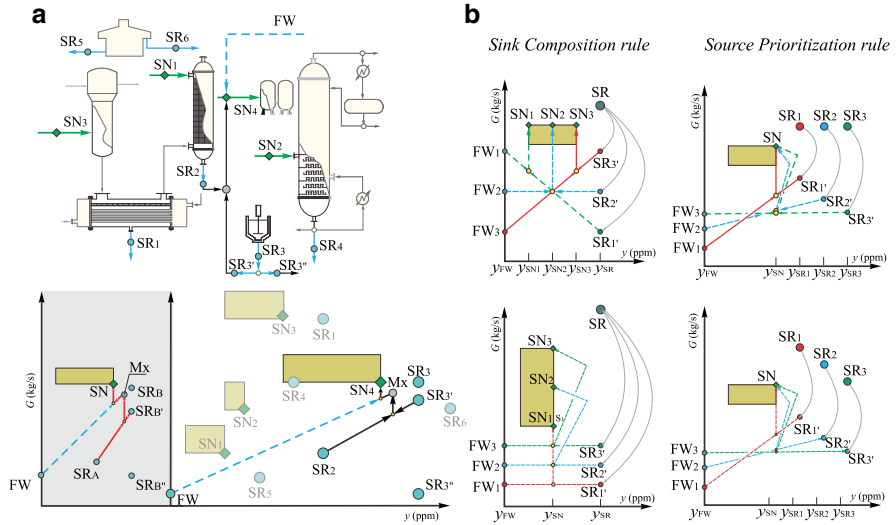 a
FW
SR5
SR6
SN1
SN3
SN4
SN2
SR2
SR1
SR3
SR4
SR3'
SR3"
G (kg/s)
SN
Mx
SRB
SRB'
SRA
SRB"
FW
FW
SN3
SR1
SN2
SN1
SR5
SR4
SN4
Mx
SR3
SR3'
SR6
SR2
SR3"
y (ppm)
b
Sink Composition rule
Source Prioritization rule
G (kg/s)
SR
SN1 SN2 SN3
FW1
SR3'
FW2
SR2'
FW3
SR1'
yFW ySN1 ySN2 ySN3 ySR
y (ppm)
G (kg/s)
SR1 SR2 SR3
SN
SR1'
FW3
SR2'
SR3'
FW2
FW1
yFW ySN ySR1 ySR2 ySR3
y (ppm)
G (kg/s)
SR
SN3
SN2
SN1
FW3
SR3'
FW2
SR2'
FW1
SR1'
yFW ySN ySR
y (ppm)
G (kg/s)
SR1
SR2
SR3
SN
SR1'
FW3
SR2'
FW2
SR3'
FW1
yFW ySN ySR1 ySR2 ySR3
y (ppm)